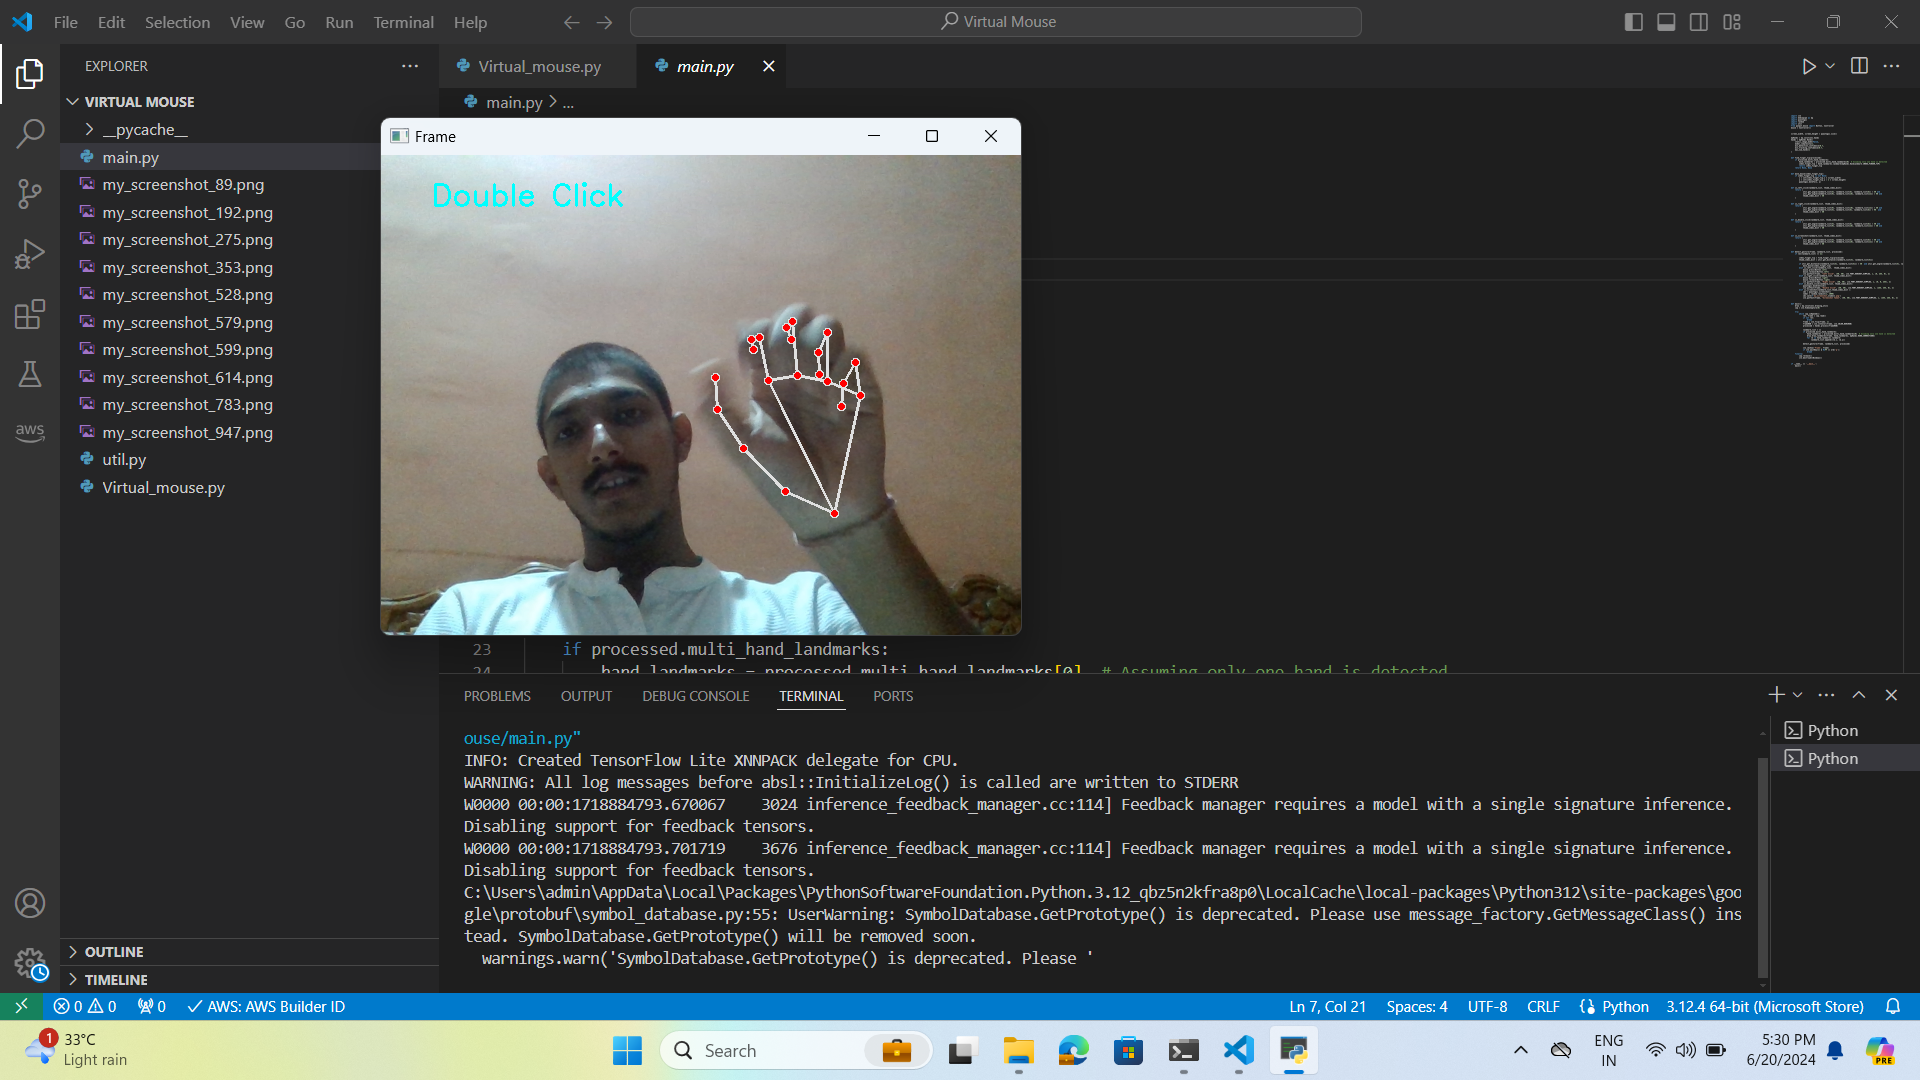 File Edit Selection View Go Run Terminal Help
Virtual Mouse
EXPLORER
VIRTUAL MOUSE
__pycache__
main.py
my_screenshot_89.png
my_screenshot_192.png
my_screenshot_275.png
my_screenshot_353.png
my_screenshot_528.png
my_screenshot_579.png
my_screenshot_599.png
my_screenshot_614.png
my_screenshot_783.png
my_screenshot_947.png
util.py
Virtual_mouse.py
aws
OUTLINE
TIMELINE
Virtual_mouse.py
main.py
main.py > ...
Frame
Double Click
23 if processed.multi_hand_landmarks:
24 hand_landmarks = processed.multi_hand_landmarks[0] # Assuming only one hand is detected
PROBLEMS OUTPUT DEBUG CONSOLE TERMINAL PORTS
ouse/main.py"
INFO: Created TensorFlow Lite XNNPACK delegate for CPU.
WARNING: All log messages before absl::InitializeLog() is called are written to STDERR
W0000 00:00:1718884793.670067    3024 inference_feedback_manager.cc:114] Feedback manager requires a model with a single signature inference.
Disabling support for feedback tensors.
W0000 00:00:1718884793.701719    3676 inference_feedback_manager.cc:114] Feedback manager requires a model with a single signature inference.
Disabling support for feedback tensors.
C:\Users\admin\AppData\Local\Packages\PythonSoftwareFoundation.Python.3.12_qbz5n2kfra8p0\LocalCache\local-packages\Python312\site-packages\goo
gle\protobuf\symbol_database.py:55: UserWarning: SymbolDatabase.GetPrototype() is deprecated. Please use message_factory.GetMessageClass() ins
tead. SymbolDatabase.GetPrototype() will be removed soon.
warnings.warn('SymbolDatabase.GetPrototype() is deprecated. Please '
Python
Python
0 0 0 AWS: AWS Builder ID
Ln 7, Col 21 Spaces: 4 UTF-8 CRLF Python 3.12.4 64-bit (Microsoft Store)
1
33°C
Light rain
Search
ENG
IN
5:30 PM
6/20/2024
PRE